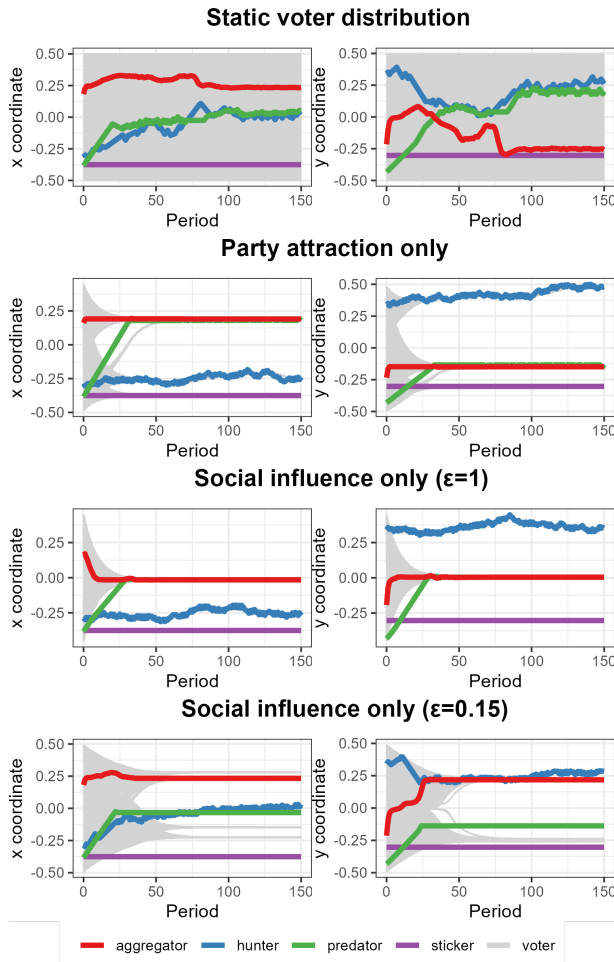 Static voter distribution
x coordinate
0.50
0.25
0.00
-0.25
-0.50
0 50 100 150
Period
y coordinate
0.50
0.25
0.00
-0.25
-0.50
0 50 100 150
Period
Party attraction only
x coordinate
0.25
0.00
-0.25
-0.50
0 50 100 150
Period
y coordinate
0.50
0.25
0.00
-0.25
-0.50
0 50 100 150
Period
Social influence only (ε=1)
x coordinate
0.25
0.00
-0.25
0 50 100 150
Period
y coordinate
0.25
0.00
-0.25
0 50 100 150
Period
Social influence only (ε=0.15)
x coordinate
0.50
0.25
0.00
-0.25
-0.50
0 50 100 150
Period
y coordinate
0.50
0.25
0.00
-0.25
-0.50
0 50 100 150
Period
aggregator hunter predator sticker voter